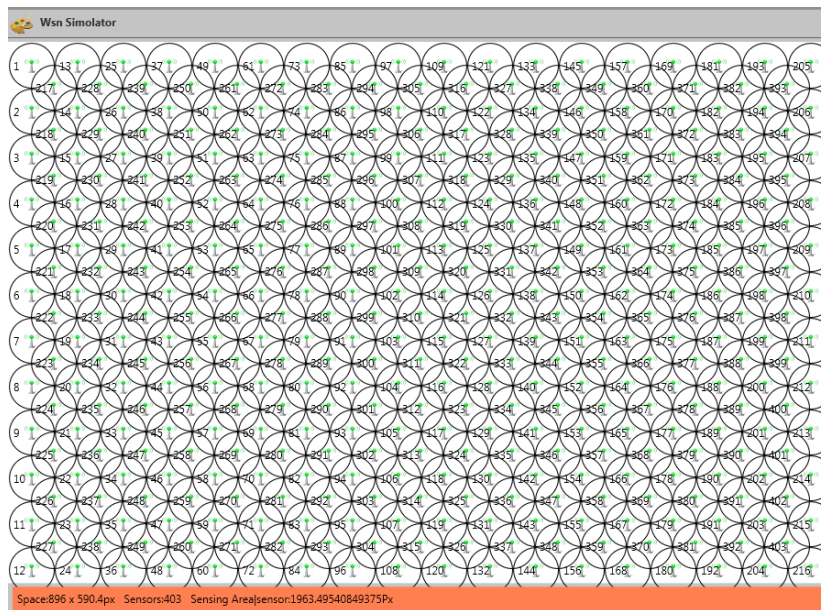 Wsn Simolator
1 13 25 37 49 61 73 85 97 109 121 133 145 157 169 181 193 205
217 228 239 250 261 272 283 294 305 316 327 338 349 360 371 382 393
2 14 26 38 50 62 74 86 98 110 122 134 146 158 170 182 194 206
218 229 240 251 262 273 284 295 306 317 328 339 350 361 372 383 394
3 15 27 39 51 63 75 87 99 111 123 135 147 159 171 183 195 207
219 230 241 252 263 274 285 296 307 318 329 340 351 362 373 384 395
4 16 28 40 52 64 76 88 100 112 124 136 148 160 172 184 196 208
220 231 242 253 264 275 286 297 308 319 330 341 352 363 374 385 396
5 17 29 41 53 65 77 89 101 113 125 137 149 161 173 185 197 209
221 232 243 254 265 276 287 298 309 320 331 342 353 364 375 386 397
6 18 30 42 54 66 78 90 102 114 126 138 150 162 174 186 198 210
222 233 244 255 266 277 288 299 310 321 332 343 354 365 376 387 398
7 19 31 43 55 67 79 91 103 115 127 139 151 163 175 187 199 211
223 234 245 256 267 278 289 300 311 322 333 344 355 366 377 388 399
8 20 32 44 56 68 80 92 104 116 128 140 152 164 176 188 200 212
224 235 246 257 268 279 290 301 312 323 334 345 356 367 378 389 400
9 21 33 45 57 69 81 93 105 117 129 141 153 165 177 189 201 213
225 236 247 258 269 280 291 302 313 324 335 346 357 368 379 390 401
10 22 34 46 58 70 82 94 106 118 130 142 154 166 178 190 202 214
226 237 248 259 270 281 292 303 314 325 336 347 358 369 380 391 402
11 23 35 47 59 71 83 95 107 119 131 143 155 167 179 191 203 215
227 238 249 260 271 282 293 304 315 326 337 348 359 370 381 392 403
12 24 36 48 60 72 84 96 108 120 132 144 156 168 180 192 204 216
Space:896 x 590.4px Sensors:403 Sensing Area|sensor:1963.49540849375Px